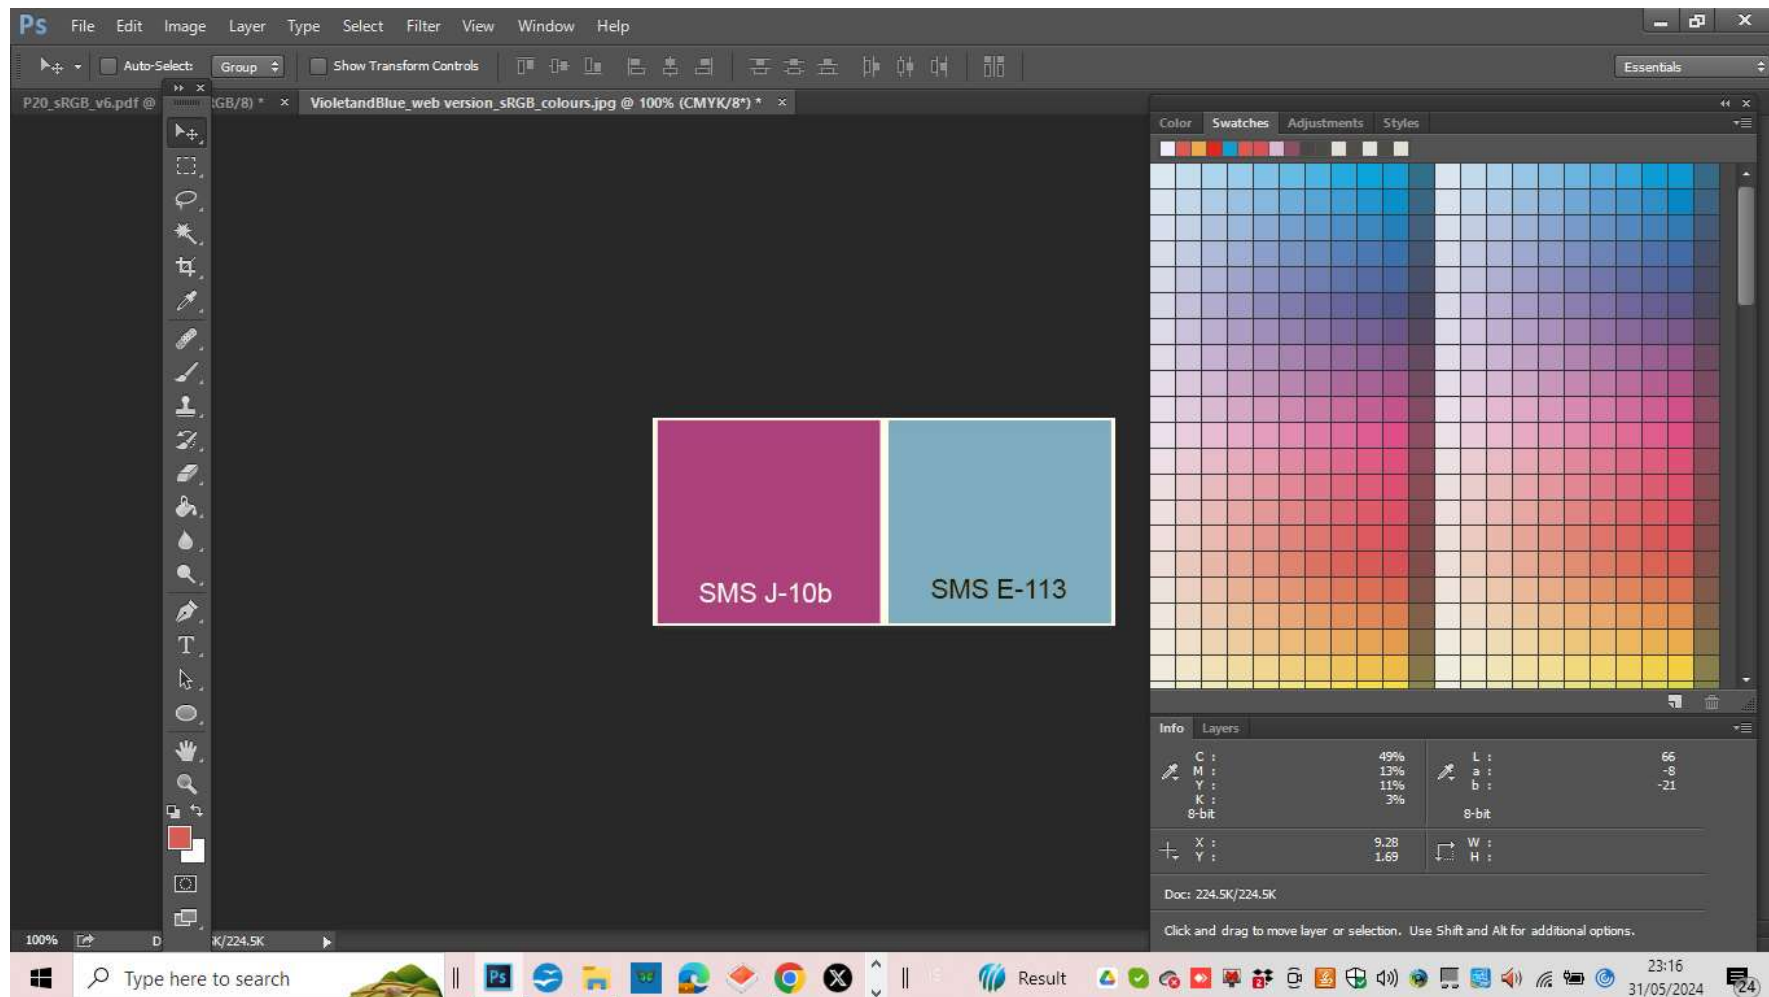 Ps File Edit Image Layer Type Select Filter View Window Help
Auto-Select: Group Show Transform Controls Essentials
P20_sRGB_v6.pdf @ GB/8) * × VioletandBlue_web version_sRGB_colours.jpg @ 100% (CMYK/8*) * ×
Color Swatches Adjustments Styles
SMS J-10b SMS E-113
Info Layers
C : 49% L : 66
M : 13% a : -8
Y : 11% b : -21
K : 3%
8-bit 8-bit
X : 9.28 W :
Y : 1.69 H :
Doc: 224.5K/224.5K
Click and drag to move layer or selection. Use Shift and Alt for additional options.
100% D K/224.5K
Type here to search Ps Result 23:16
31/05/2024 24